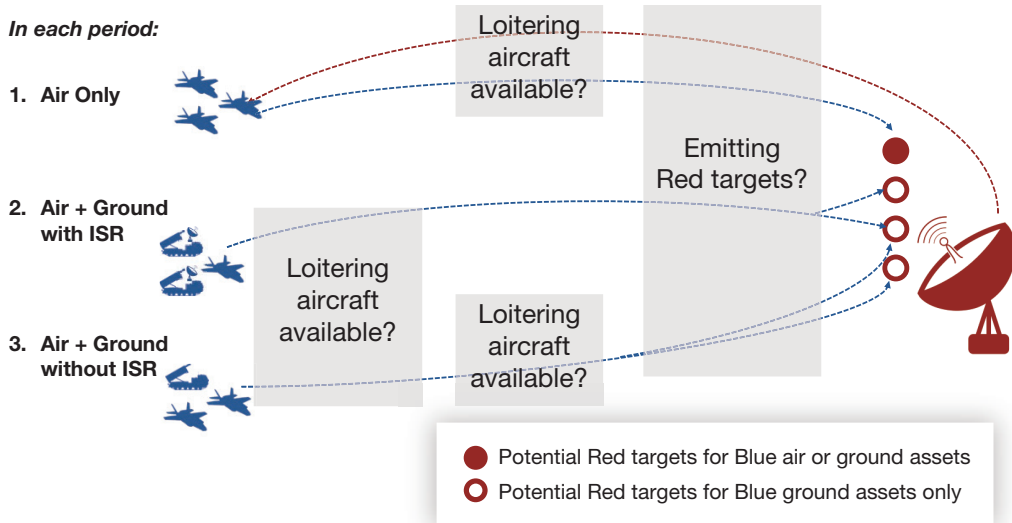 In each period:
1. Air Only
2. Air + Ground
with ISR
3. Air + Ground
without ISR
Loitering
aircraft
available?
Loitering
aircraft
available?
Loitering
aircraft
available?
Emitting
Red targets?
Potential Red targets for Blue air or ground assets
Potential Red targets for Blue ground assets only